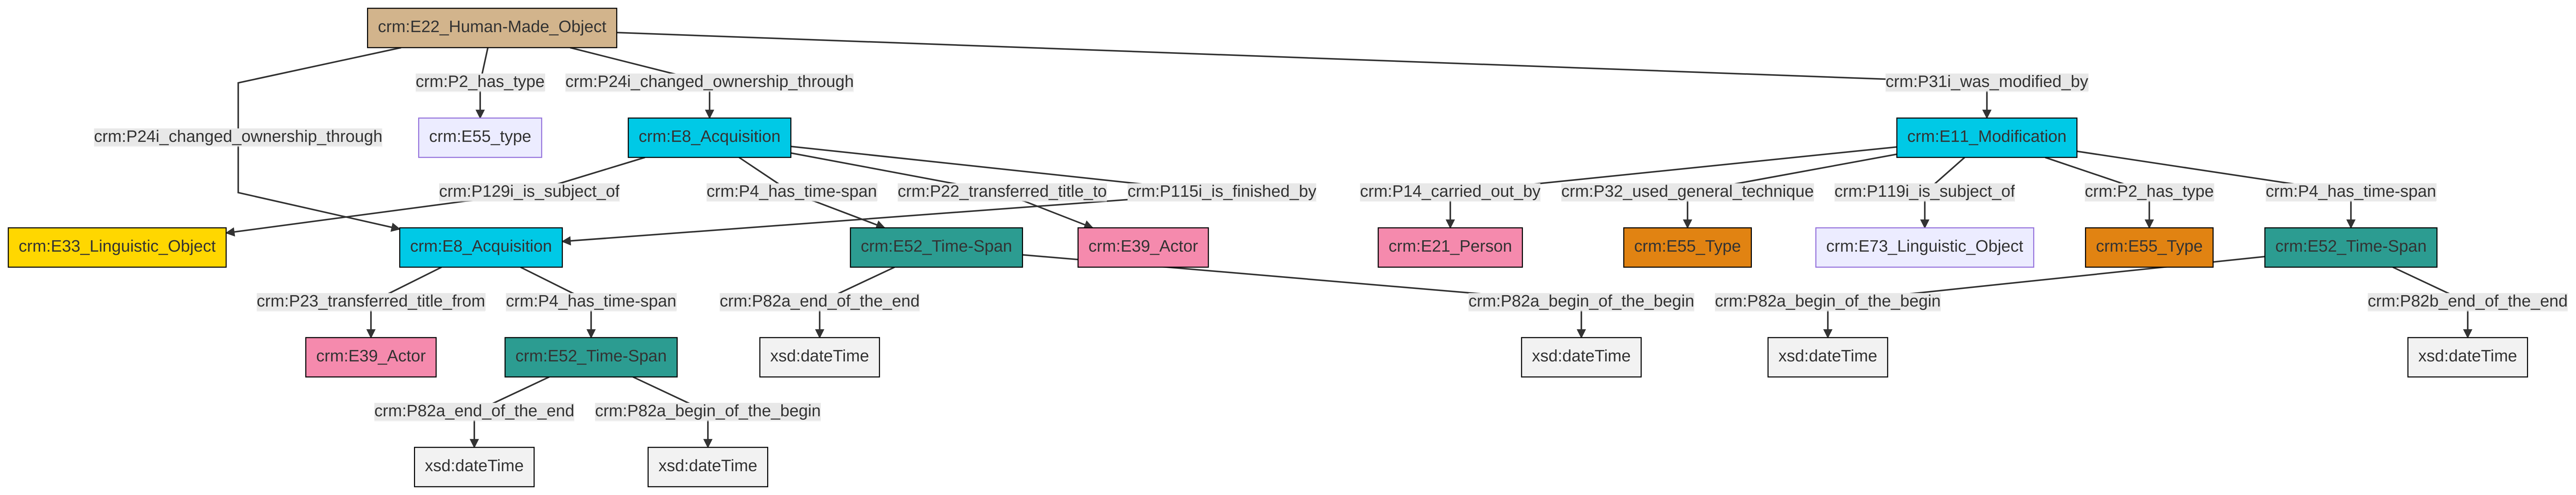 crm:E22_Human-Made_Object
crm:P2_has_type
crm:P24i_changed_ownership_through
crm:P31i_was_modified_by
crm:P24i_changed_ownership_through
crm:E55_type
crm:E8_Acquisition
crm:E11_Modification
crm:P129i_is_subject_of
crm:P4_has_time-span
crm:P22_transferred_title_to
crm:P115i_is_finished_by
crm:P14_carried_out_by
crm:P32_used_general_technique
crm:P119i_is_subject_of
crm:P2_has_type
crm:P4_has_time-span
crm:E33_Linguistic_Object
crm:E8_Acquisition
crm:E52_Time-Span
crm:E39_Actor
crm:E21_Person
crm:E55_Type
crm:E73_Linguistic_Object
crm:E55_Type
crm:E52_Time-Span
crm:P23_transferred_title_from
crm:P4_has_time-span
crm:P82a_end_of_the_end
crm:P82a_begin_of_the_begin
crm:P82a_begin_of_the_begin
crm:P82b_end_of_the_end
crm:E39_Actor
crm:E52_Time-Span
xsd:dateTime
xsd:dateTime
xsd:dateTime
xsd:dateTime
crm:P82a_end_of_the_end
crm:P82a_begin_of_the_begin
xsd:dateTime
xsd:dateTime